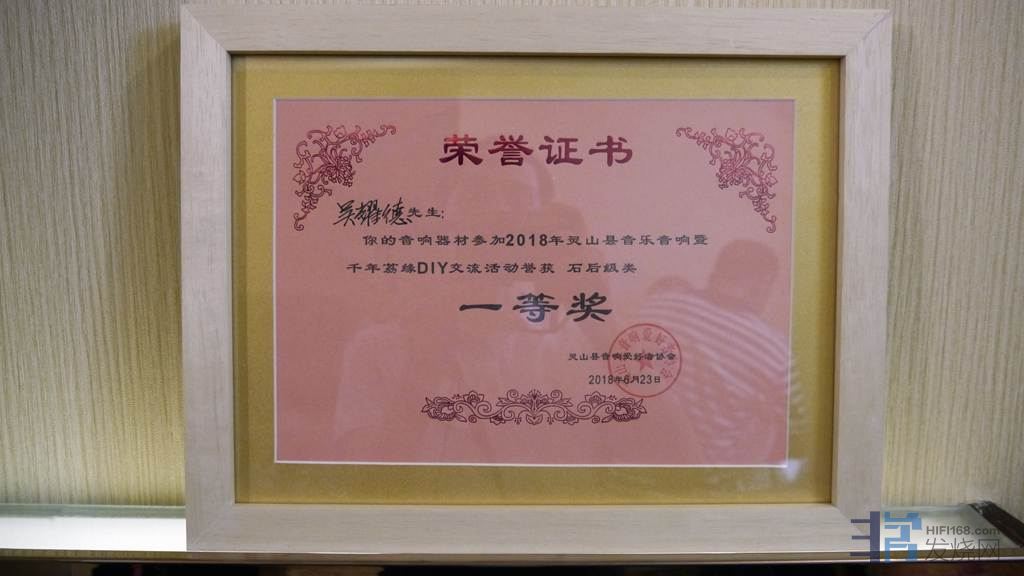 荣誉证书
吴耀德先生:
你的音响器材参加2018年灵山县音乐音响暨
千年荔缘DIY交流活动誉获 石后级类
一等奖
灵山县音响爱好者协会
2018年6月23日
HIFI168.com
发烧网